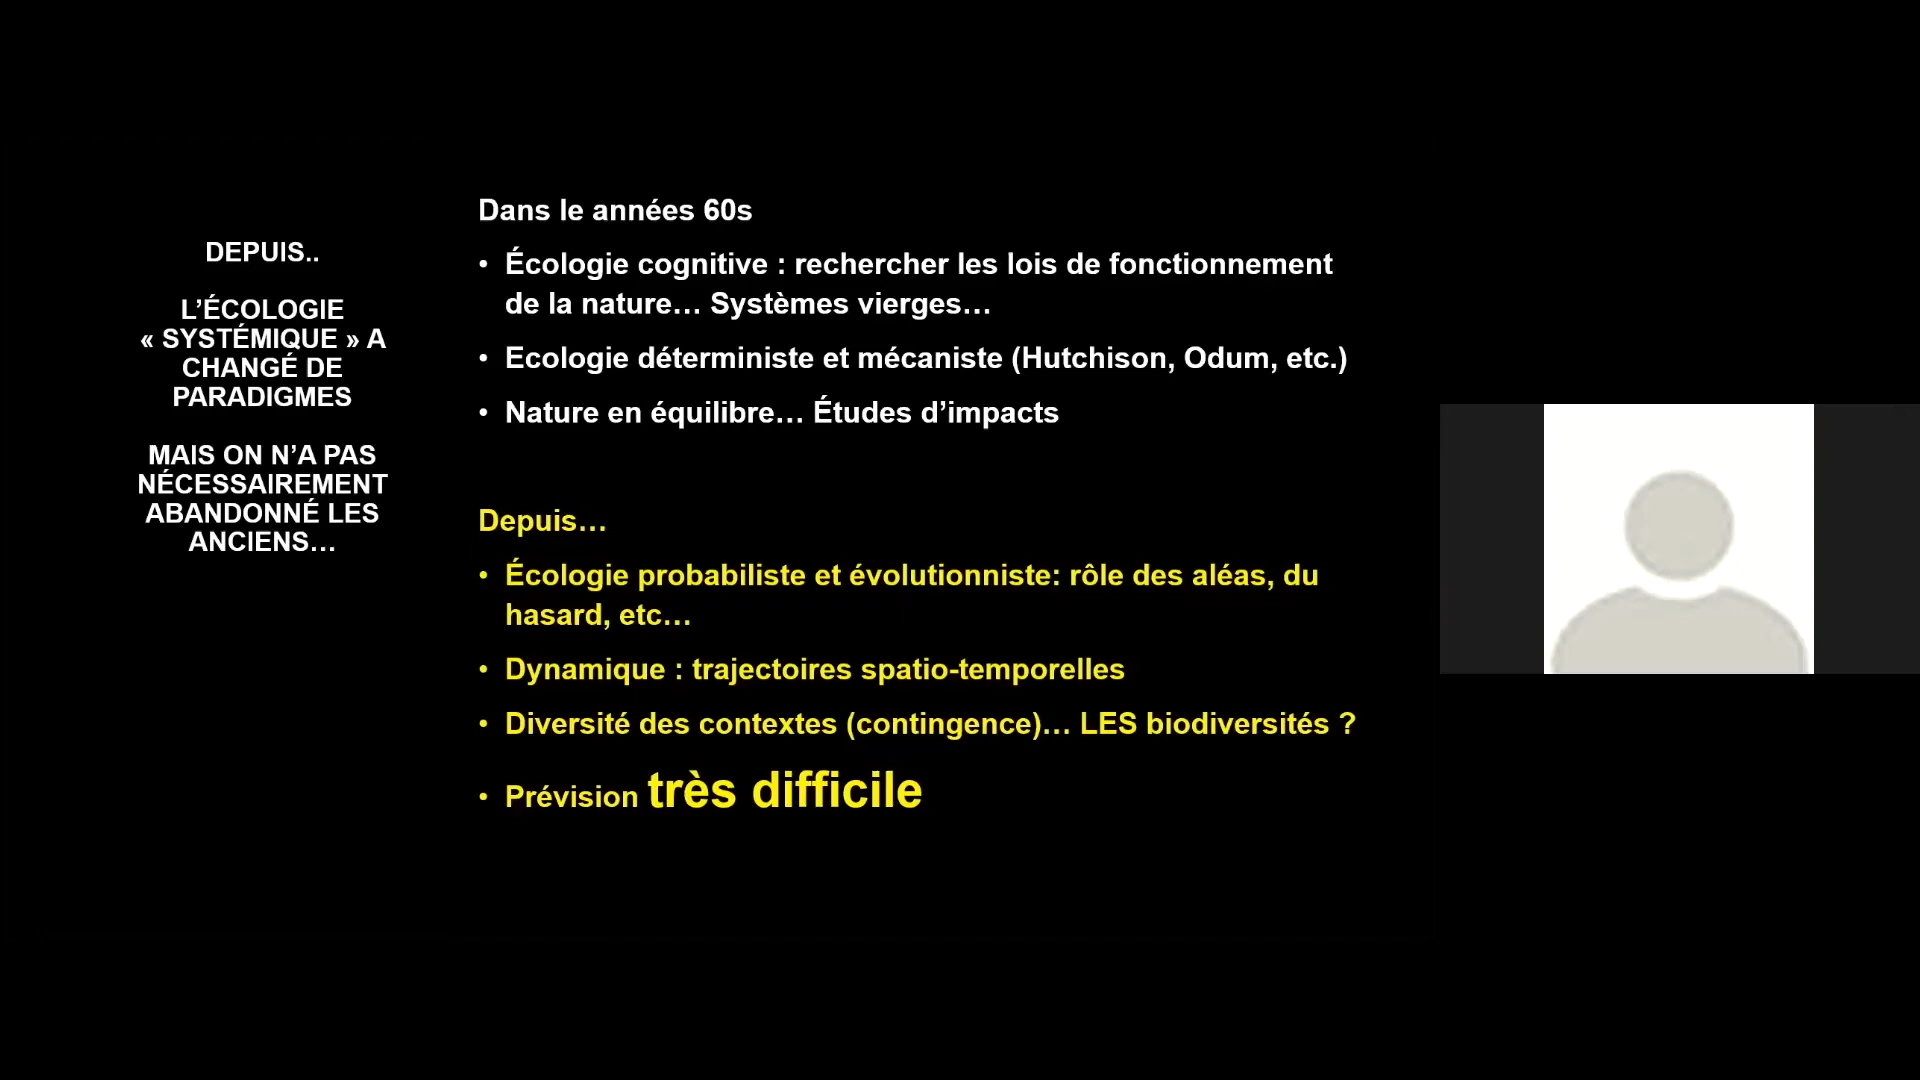 DEPUIS..
L’ÉCOLOGIE
« SYSTÉMIQUE » A
CHANGÉ DE
PARADIGMES
MAIS ON N’A PAS
NÉCESSAIREMENT
ABANDONNÉ LES
ANCIENS…
Dans le années 60s
• Écologie cognitive : rechercher les lois de fonctionnement
de la nature… Systèmes vierges…
• Ecologie déterministe et mécaniste (Hutchison, Odum, etc.)
• Nature en équilibre… Études d’impacts
Depuis…
• Écologie probabiliste et évolutionniste: rôle des aléas, du
hasard, etc…
• Dynamique : trajectoires spatio-temporelles
• Diversité des contextes (contingence)… LES biodiversités ?
• Prévision très difficile